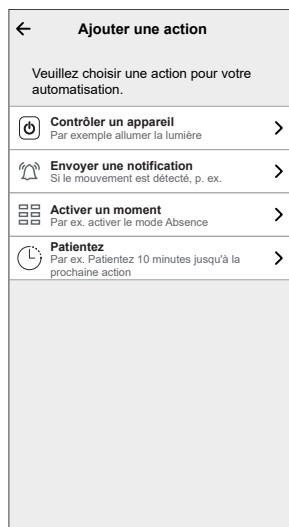 Ajouter une action
Veuillez choisir une action pour votre
automatisation.
Contrôler un appareil
Par exemple allumer la lumière
Envoyer une notification
Si le mouvement est détecté, p. ex.
Activer un moment
Par ex. activer le mode Absence
Patientez
Par ex. Patientez 10 minutes jusqu'à la
prochaine action